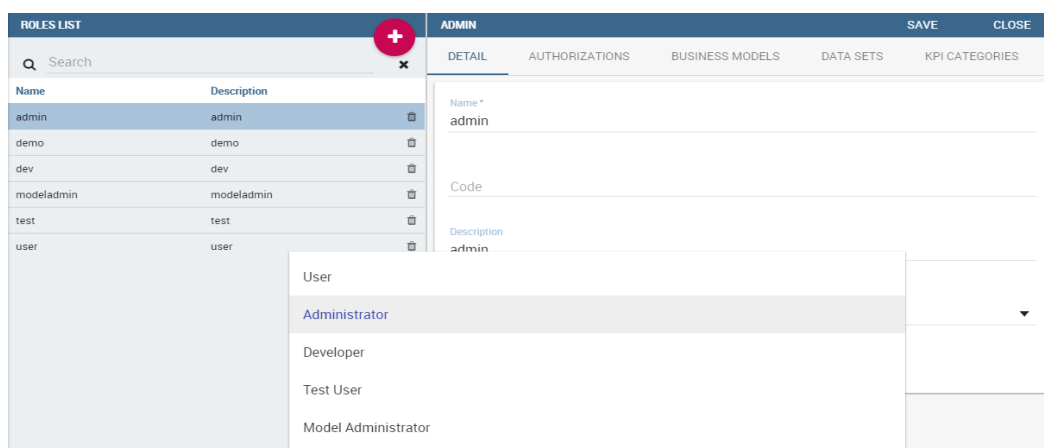 ROLES LIST
Search
Name Description
admin admin
demo demo
dev dev
modeladmin modeladmin
test test
user user
ADMIN SAVE CLOSE
DETAIL AUTHORIZATIONS BUSINESS MODELS DATA SETS KPI CATEGORIES
Name *
admin
Code
Description
admin
User
Administrator
Developer
Test User
Model Administrator